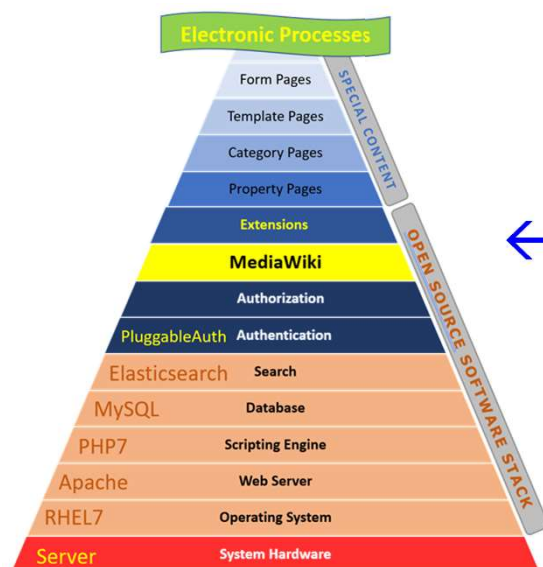 Electronic Processes
Form Pages
Template Pages
Category Pages
Property Pages
SPECIAL CONTENT
Extensions
MediaWiki
Authorization
PluggableAuth Authentication
Elasticsearch Search
MySQL Database
PHP7 Scripting Engine
Apache Web Server
RHEL7 Operating System
OPEN SOURCE SOFTWARE STACK
Server System Hardware